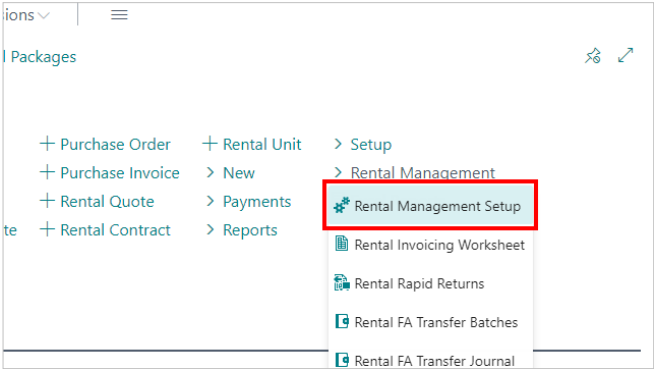 sions
l Packages
+ Purchase Order + Rental Unit > Setup
+ Purchase Invoice > New > Rental Management
+ Rental Quote > Payments
Rental Management Setup
te + Rental Contract > Reports
Rental Invoicing Worksheet
Rental Rapid Returns
Rental FA Transfer Batches
Rental FA Transfer Journal